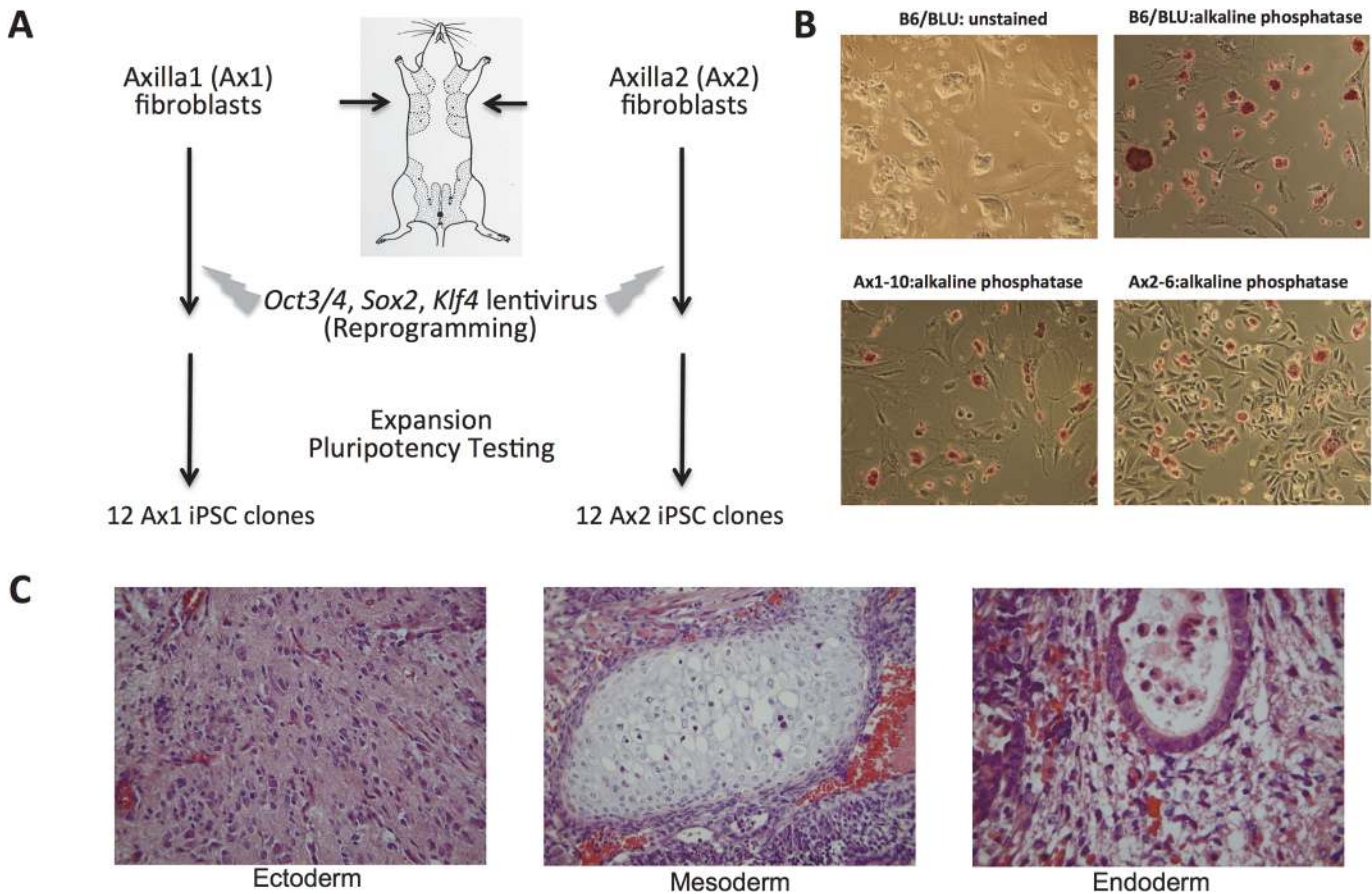 A
Axilla1 (Ax1)
fibroblasts
Axilla2 (Ax2)
fibroblasts
Oct3/4, Sox2, Klf4 lentivirus
(Reprogramming)
Expansion
Pluripotency Testing
12 Ax1 iPSC clones
12 Ax2 iPSC clones
B
B6/BLU: unstained
B6/BLU:alkaline phosphatase
Ax1-10:alkaline phosphatase
Ax2-6:alkaline phosphatase
C
Ectoderm
Mesoderm
Endoderm